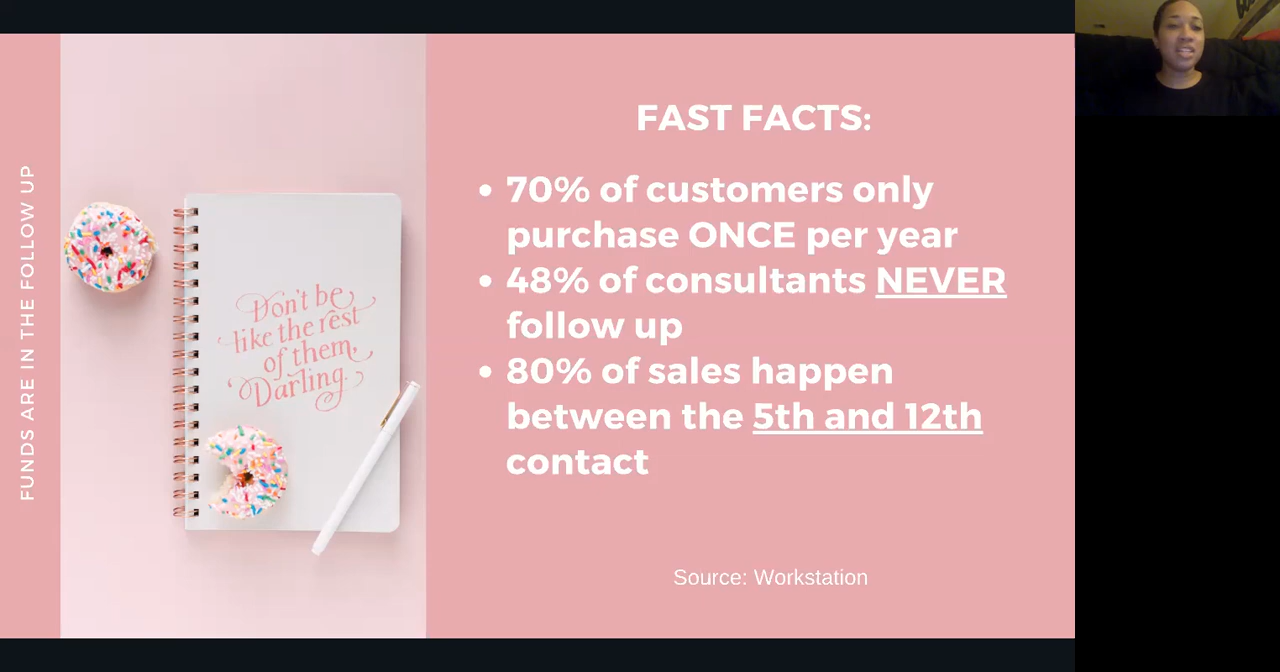 FUNDS ARE IN THE FOLLOW UP
Don't be
like the rest
of them,
Darling.
FAST FACTS:
• 70% of customers only
purchase ONCE per year
• 48% of consultants NEVER
follow up
• 80% of sales happen
between the 5th and 12th
contact
Source: Workstation